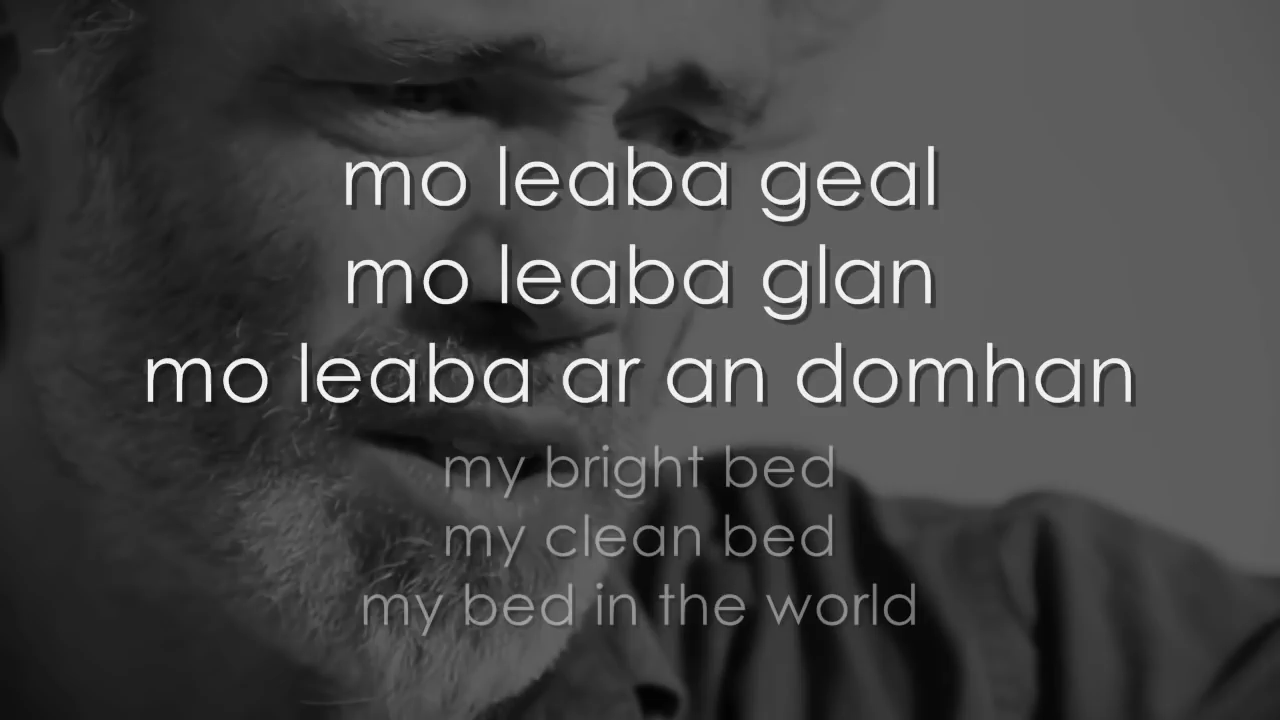 mo leaba geal
mo leaba glan
mo leaba ar an domhan
my bright bed
my clean bed
my bed in the world